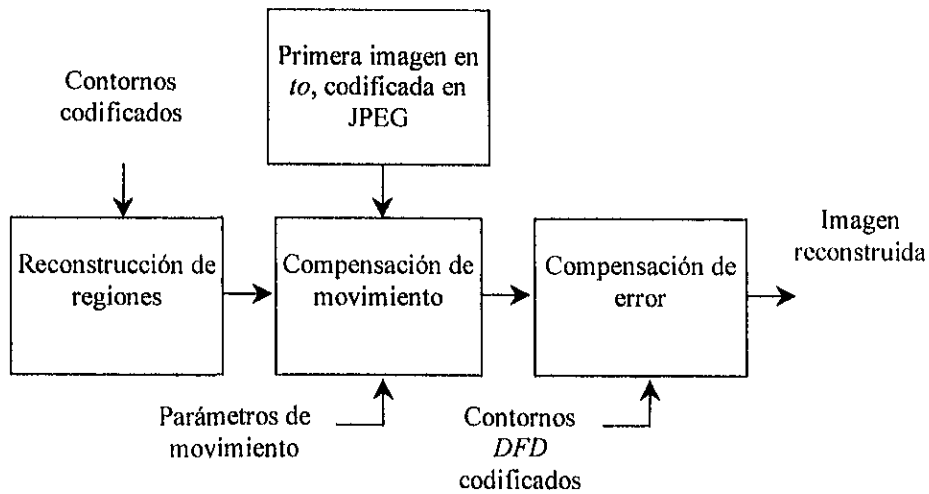 Primera imagen en
to, codificada en
JPEG
Contornos
codificados
Reconstrucción de
regiones
Compensación de
movimiento
Compensación de
error
Imagen
reconstruida
Parámetros de
movimiento
Contornos
DFD
codificados